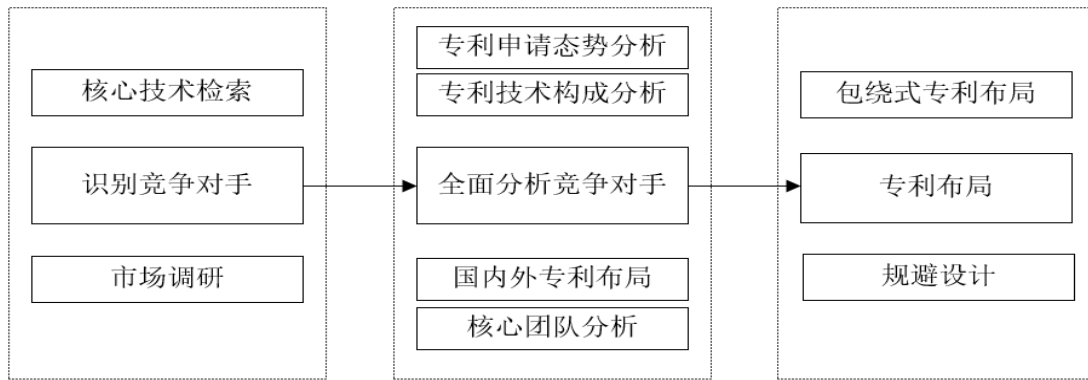 核心技术检索
识别竞争对手
市场调研
专利申请态势分析
专利技术构成分析
全面分析竞争对手
国内外专利布局
核心团队分析
包绕式专利布局
专利布局
规避设计